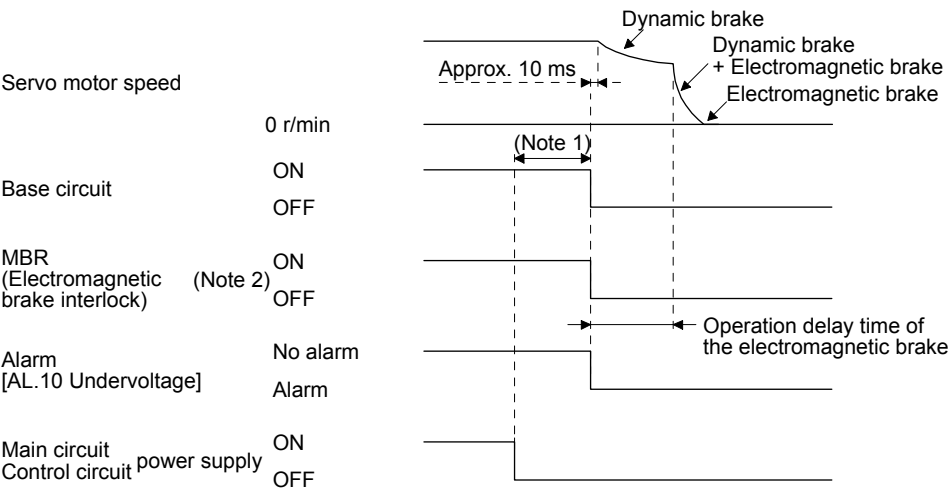 Dynamic brake
Dynamic brake
+ Electromagnetic brake
Approx. 10 ms
Servo motor speed
Electromagnetic brake
0 r/min
(Note 1)
ON
Base circuit
OFF
MBR
(Electromagnetic
brake interlock)
(Note 2)
ON
OFF
Operation delay time of
the electromagnetic brake
Alarm
[AL.10 Undervoltage]
No alarm
Alarm
Main circuit
Control circuit
power supply
ON
OFF